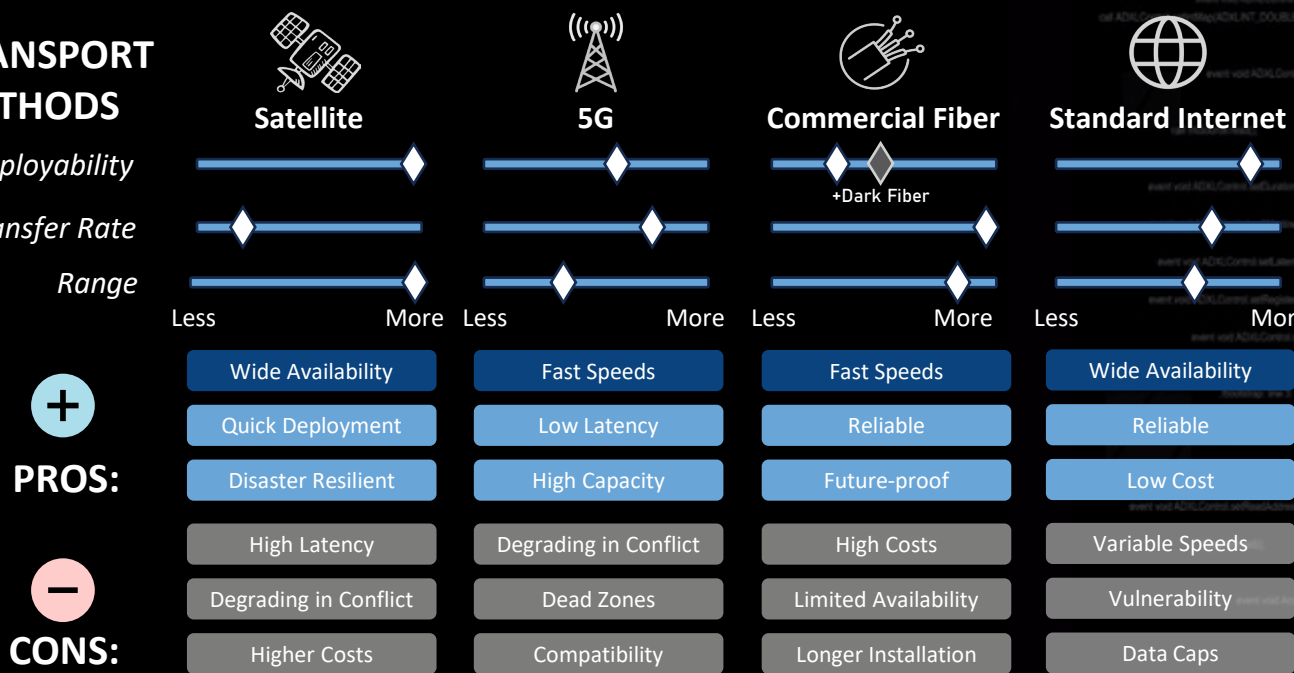 ANSPORT
THODS
Satellite
5G
Commercial Fiber
Standard Internet
ployability
+Dark Fiber
nsfer Rate
Range
Less More Less More Less More Less Mor
Wide Availability Fast Speeds Fast Speeds Wide Availability
+
Quick Deployment Low Latency Reliable Reliable
PROS:
Disaster Resilient High Capacity Future-proof Low Cost
High Latency Degrading in Conflict High Costs Variable Speeds
−
Degrading in Conflict Dead Zones Limited Availability Vulnerability
CONS:
Higher Costs Compatibility Longer Installation Data Caps